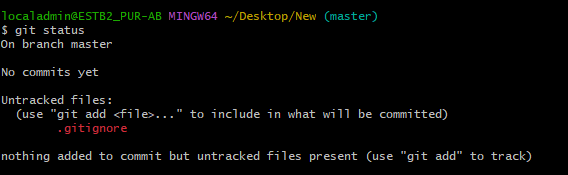 localadmin@ESTB2_PUR-AB MINGW64 ~/Desktop/New (master)
$ git status
On branch master
No commits yet
Untracked files:
(use "git add <file>..." to include in what will be committed)
.gitignore
nothing added to commit but untracked files present (use "git add" to track)